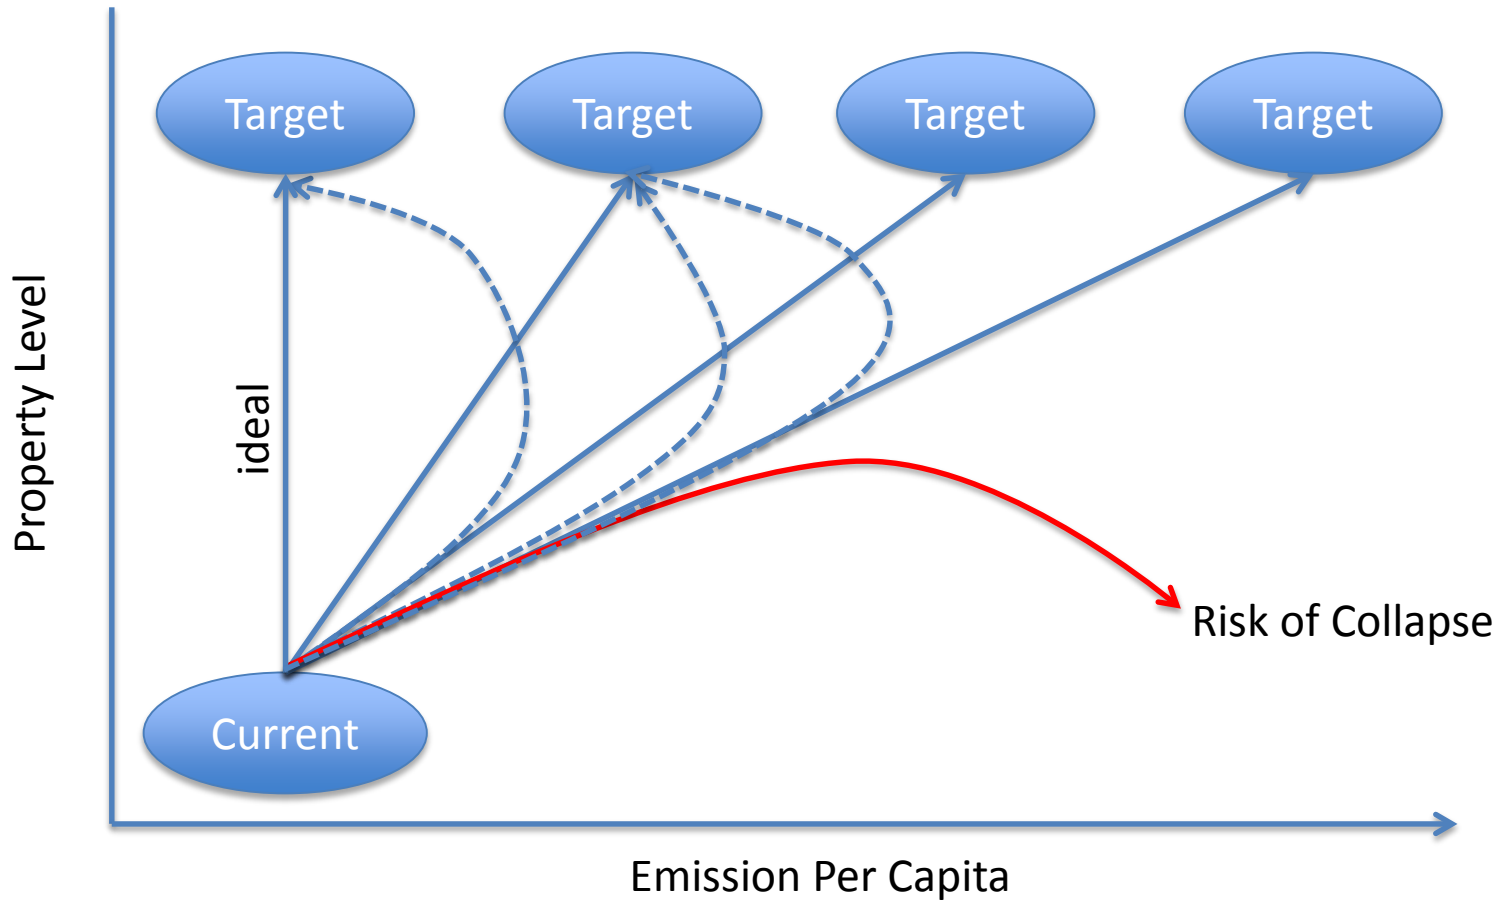 Target
Target
Target
Target
Property Level
ideal
Risk of Collapse
Current
Emission Per Capita